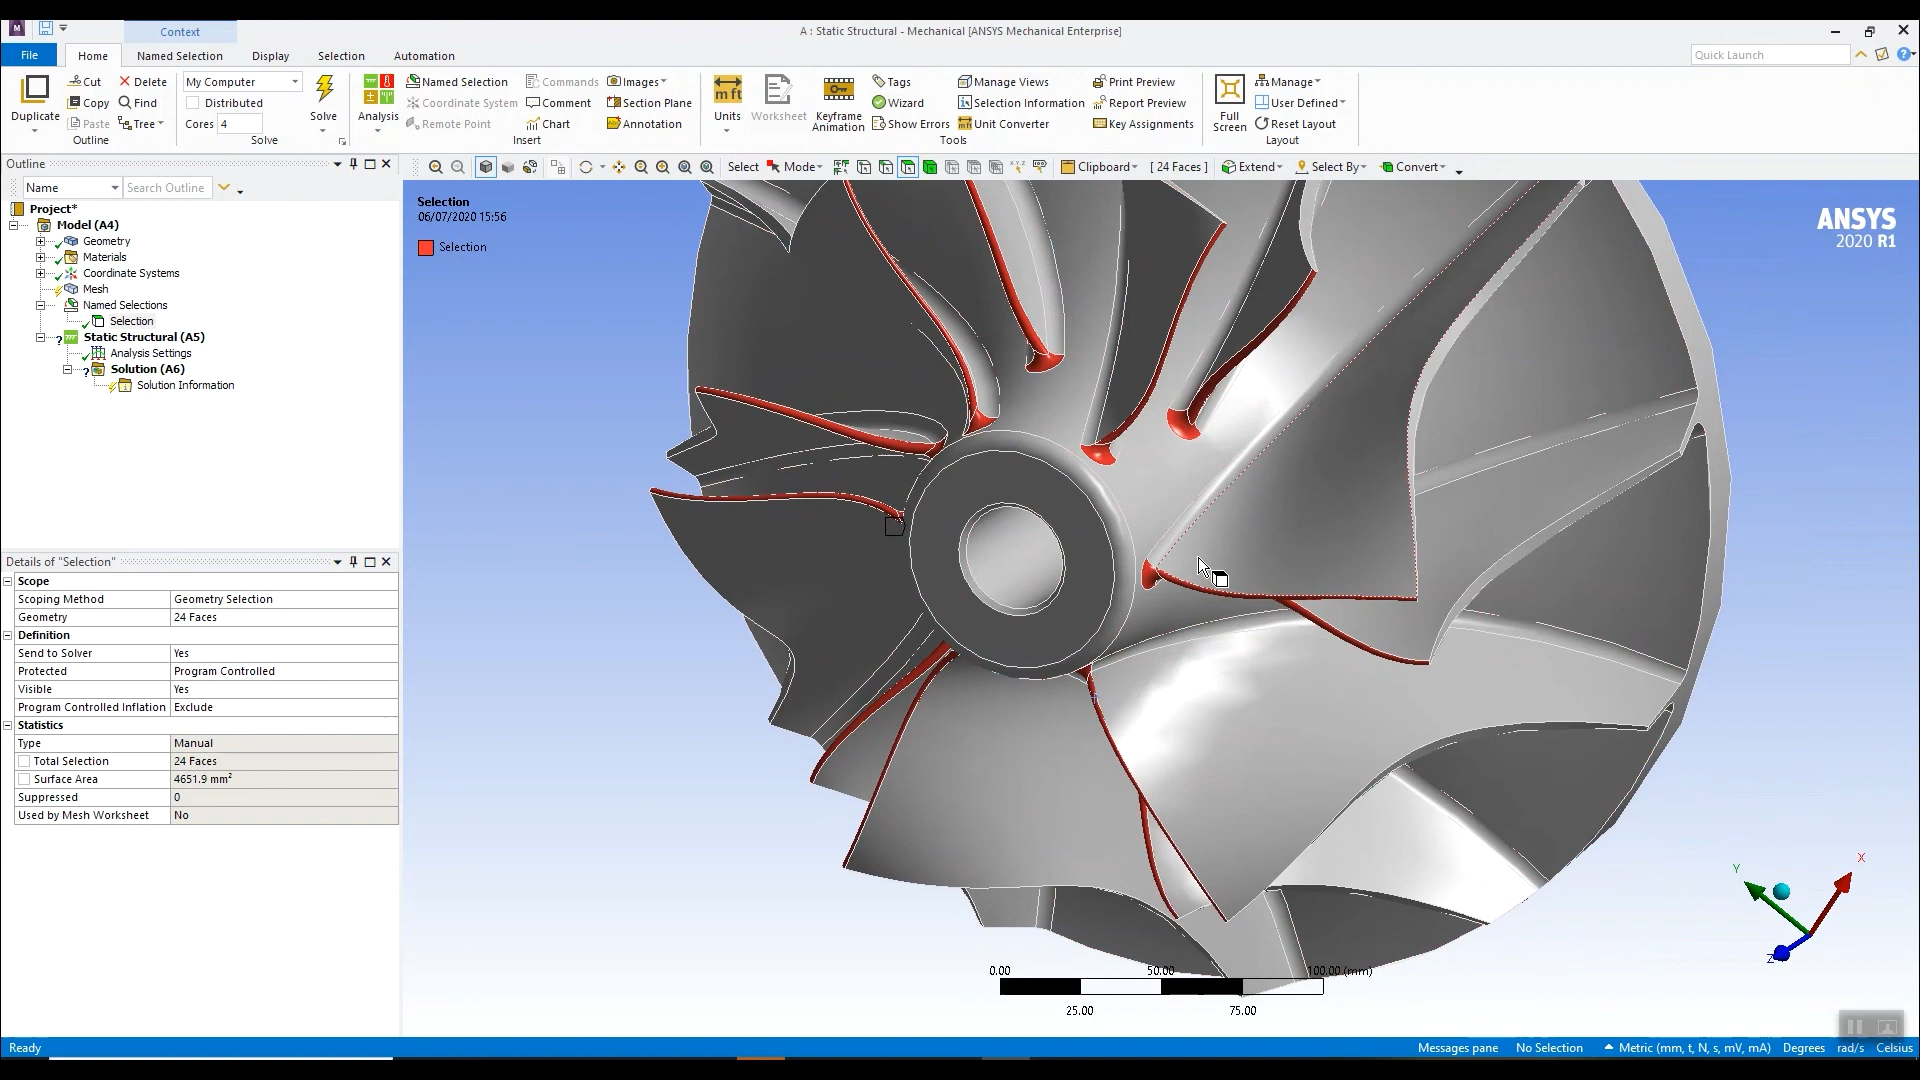 Context
A : Static Structural - Mechanical [ANSYS Mechanical Enterprise]
File
Home
Named Selection
Display
Selection
Automation
Quick Launch
Duplicate
Cut
Delete
Copy
Find
Paste
Tree
Outline
My Computer
Distributed
Cores 4
Solve
Solve
Analysis
Named Selection
Commands
Images
Coordinate System
Comment
Section Plane
Remote Point
Chart
Annotation
Insert
mft
Units
Worksheet
Keyframe
Animation
Tags
Wizard
Show Errors
Manage Views
Selection Information
Unit Converter
Print Preview
Report Preview
Key Assignments
Tools
Full
Screen
Manage
User Defined
Reset Layout
Layout
Outline
Name
Search Outline
Select
Mode
Clipboard
[ 24 Faces ]
Extend
Select By
Convert
Project*
Model (A4)
Geometry
Materials
Coordinate Systems
Mesh
Named Selections
Selection
Static Structural (A5)
Analysis Settings
Solution (A6)
Solution Information
Selection
06/07/2020 15:56
Selection
ANSYS
2020 R1
Details of "Selection"
Scope
Scoping Method Geometry Selection
Geometry 24 Faces
Definition
Send to Solver Yes
Protected Program Controlled
Visible Yes
Program Controlled Inflation Exclude
Statistics
Type Manual
Total Selection 24 Faces
Surface Area 4651.9 mm²
Suppressed 0
Used by Mesh Worksheet No
Y
X
Z
0.00
50.00
100.00 (mm)
25.00
75.00
Ready
Messages pane
No Selection
Metric (mm, t, N, s, mV, mA)
Degrees
rad/s
Celsius